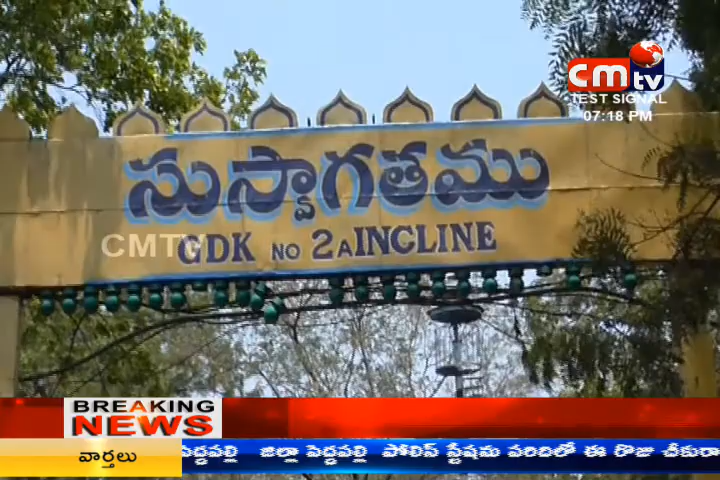 cmtv
TEST SIGNAL
07:18 PM
సుస్వాగతము
CMTV
GDK NO 2A INCLINE
BREAKING
NEWS
వార్తలు
పెద్దపల్లి జిల్లా పెద్దపల్లి పోలిస్ స్టేషను పరిదిలో ఈ రోజు